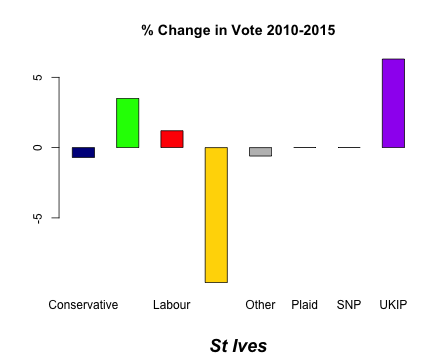 % Change in Vote 2010-2015
5
0
-5
Conservative Labour Other Plaid SNP UKIP
St Ives